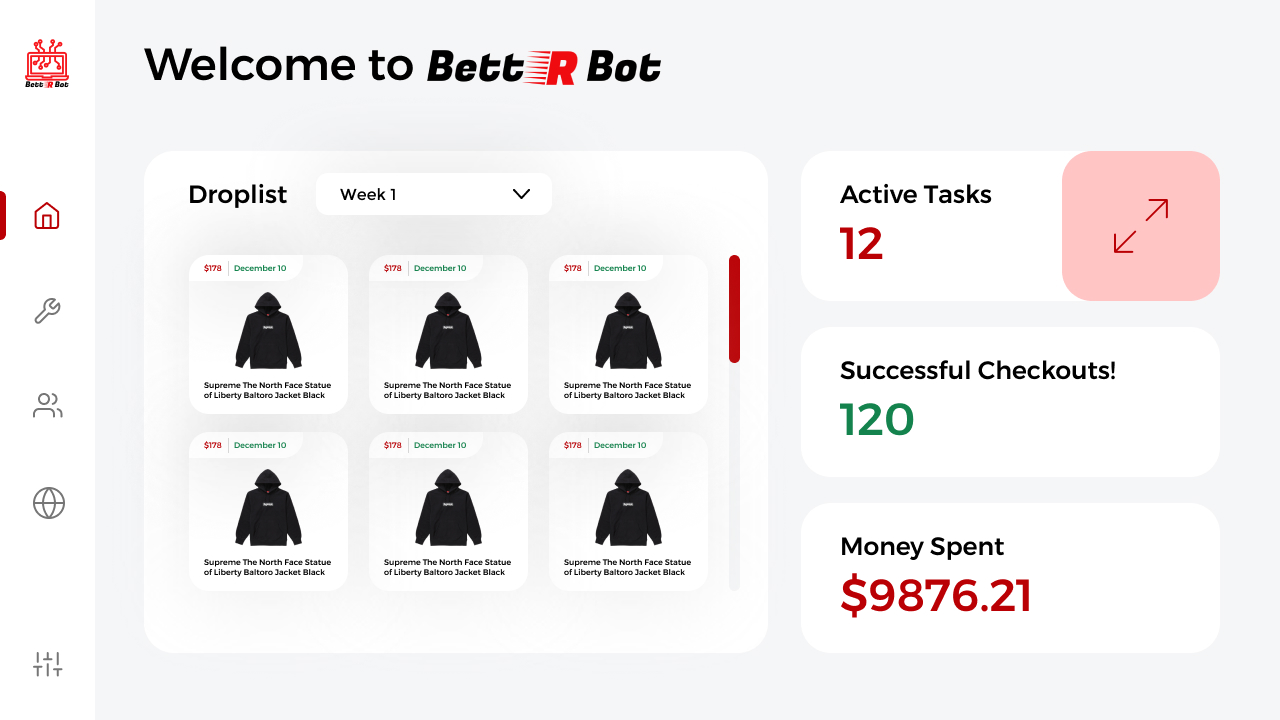 Welcome to BettR Bot
BettR Bot
Droplist
Week 1
$178 December 10
Supreme The North Face Statue
of Liberty Baltoro Jacket Black
$178 December 10
Supreme The North Face Statue
of Liberty Baltoro Jacket Black
$178 December 10
Supreme The North Face Statue
of Liberty Baltoro Jacket Black
$178 December 10
Supreme The North Face Statue
of Liberty Baltoro Jacket Black
$178 December 10
Supreme The North Face Statue
of Liberty Baltoro Jacket Black
$178 December 10
Supreme The North Face Statue
of Liberty Baltoro Jacket Black
Active Tasks
12
Successful Checkouts!
120
Money Spent
$9876.21